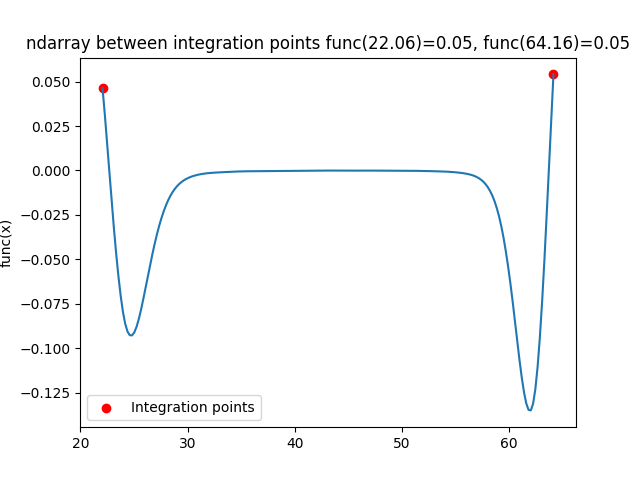 ndarray between integration points func(22.06)=0.05, func(64.16)=0.05
func(x)
0.050
0.025
0.000
−0.025
−0.050
−0.075
−0.100
−0.125
Integration points
20 30 40 50 60